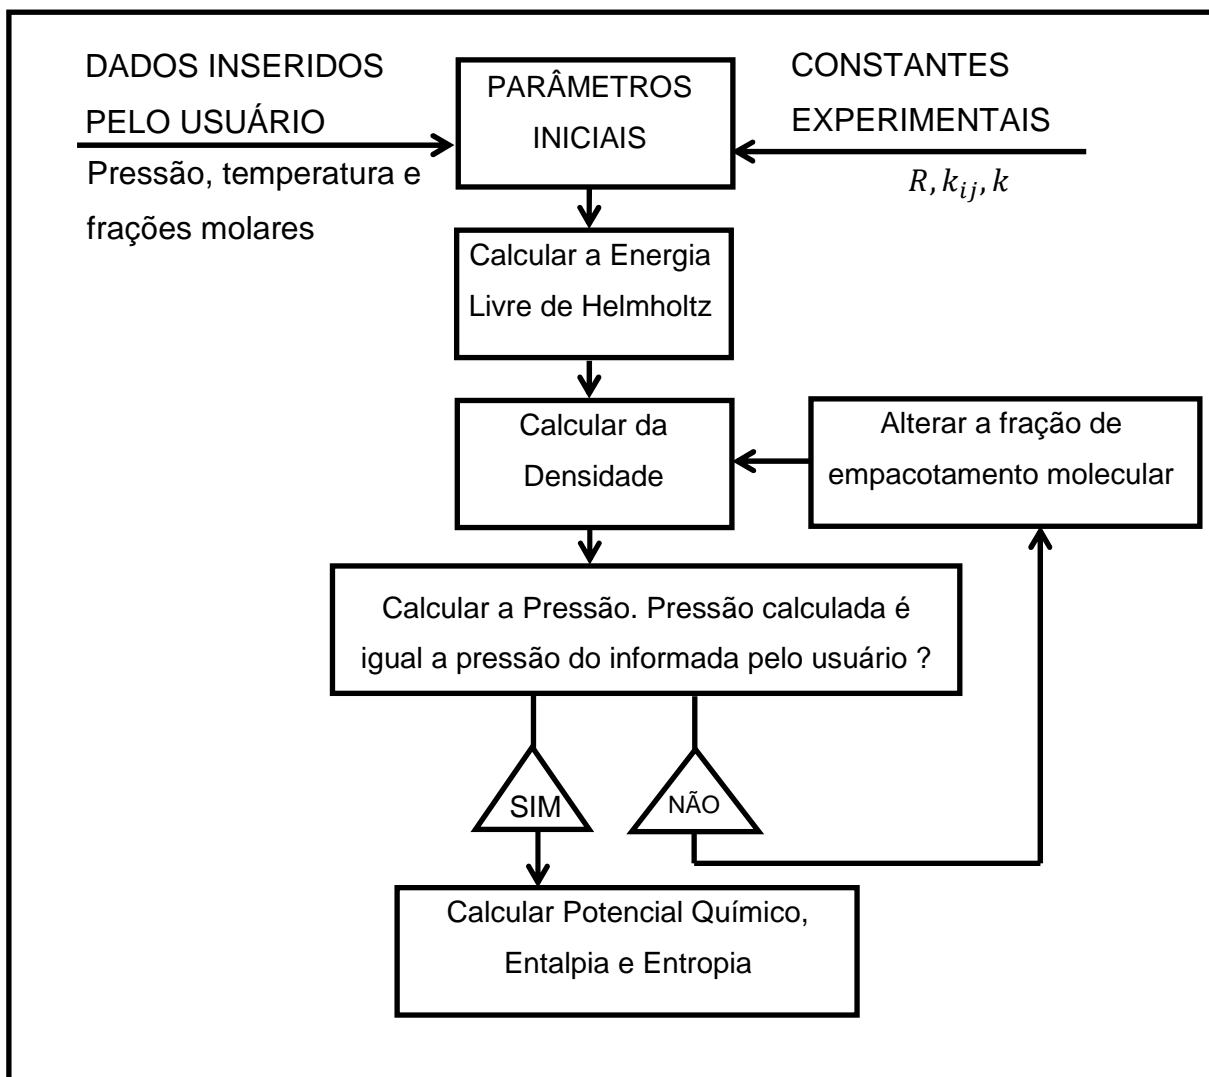 DADOS INSERIDOS
PELO USUÁRIO
Pressão, temperatura e
frações molares
PARÂMETROS
INICIAIS
CONSTANTES
EXPERIMENTAIS
R, k_{ij}, k
Calcular a Energia
Livre de Helmholtz
Calcular da
Densidade
Alterar a fração de
empacotamento molecular
Calcular a Pressão. Pressão calculada é
igual a pressão do informada pelo usuário ?
SIM
NÃO
Calcular Potencial Químico,
Entalpia e Entropia